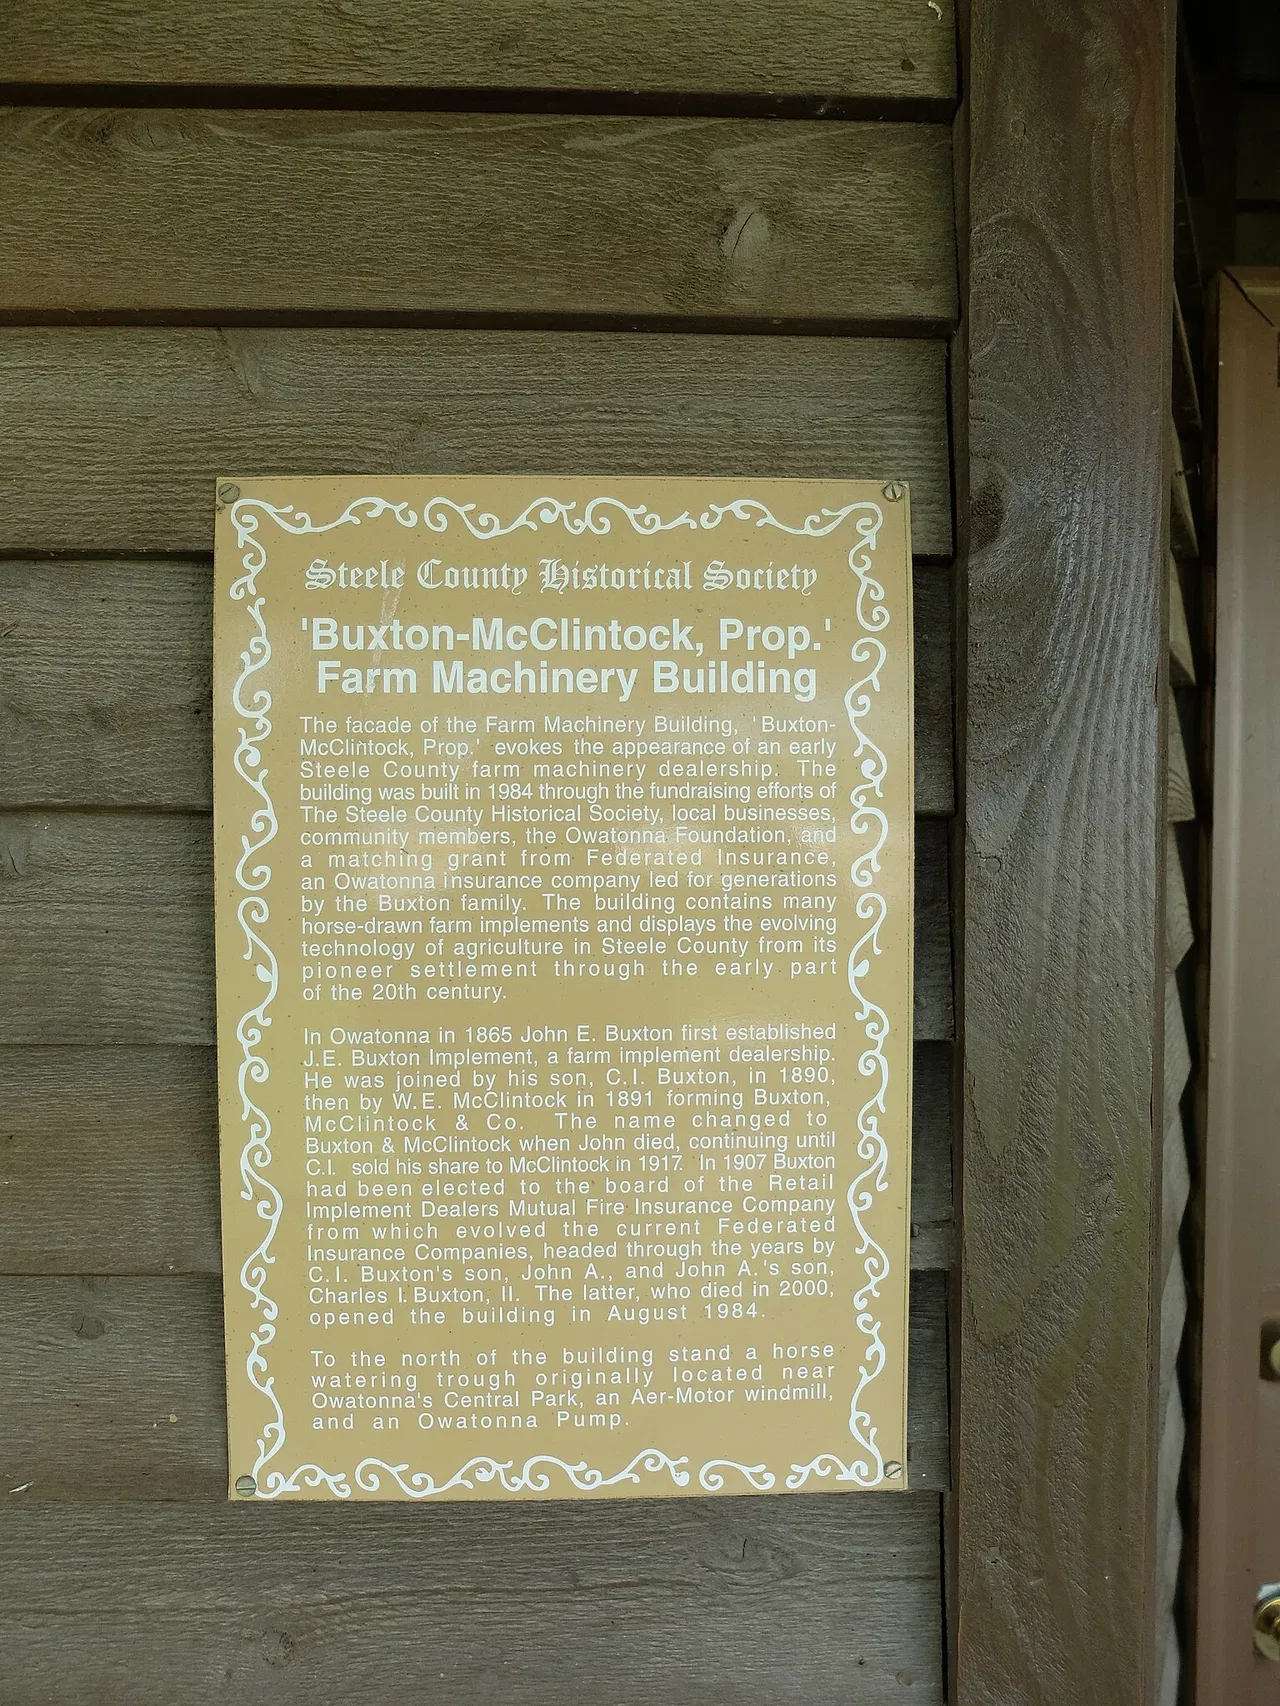 Steele County Historical Society
'Buxton-McClintock, Prop.'
Farm Machinery Building
The facade of the Farm Machinery Building, 'Buxton-
McClintock, Prop.' evokes the appearance of an early
Steele County farm machinery dealership. The
building was built in 1984 through the fundraising efforts of
The Steele County Historical Society, local businesses,
community members, the Owatonna Foundation, and
a matching grant from Federated Insurance,
an Owatonna insurance company led for generations
by the Buxton family. The building contains many
horse-drawn farm implements and displays the evolving
technology of agriculture in Steele County from its
pioneer settlement through the early part
of the 20th century.
In Owatonna in 1865 John E. Buxton first established
J.E. Buxton Implement, a farm implement dealership.
He was joined by his son, C.I. Buxton, in 1890,
then by W.E. McClintock in 1891 forming Buxton,
McClintock & Co. The name changed to
Buxton & McClintock when John died, continuing until
C.I. sold his share to McClintock in 1917. In 1907 Buxton
had been elected to the board of the Retail
Implement Dealers Mutual Fire Insurance Company
from which evolved the current Federated
Insurance Companies, headed through the years by
C.I. Buxton's son, John A., and John A.'s son,
Charles I. Buxton, II. The latter, who died in 2000,
opened the building in August 1984.
To the north of the building stand a horse
watering trough originally located near
Owatonna's Central Park, an Aer-Motor windmill,
and an Owatonna Pump.